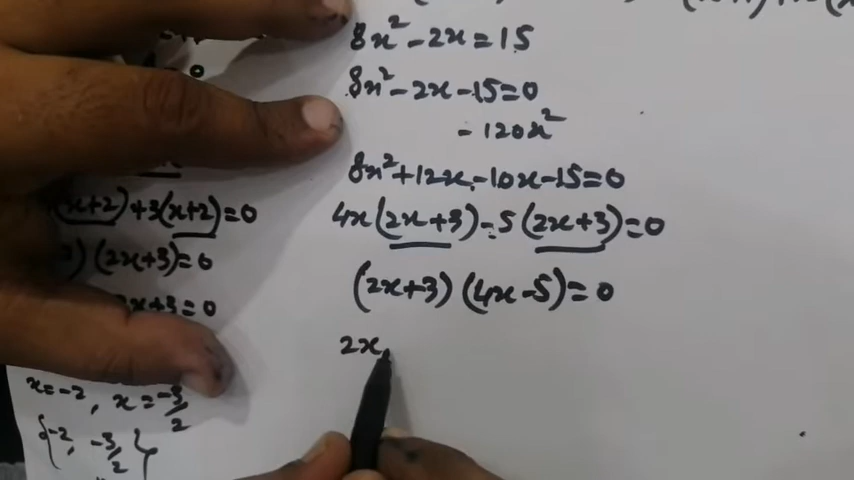 8x² - 2x = 15
8x² - 2x - 15 = 0
- 120x²
8x² + 12x - 10x - 15 = 0
4x(2x+3) - 5(2x+3) = 0
(2x+3)(4x-5) = 0
2x
(x+2) + 3(x+2) = 0
)(2x+3) = 0
2x+3 = 0
x = -2, x = -3/2
{-2, -3/2}